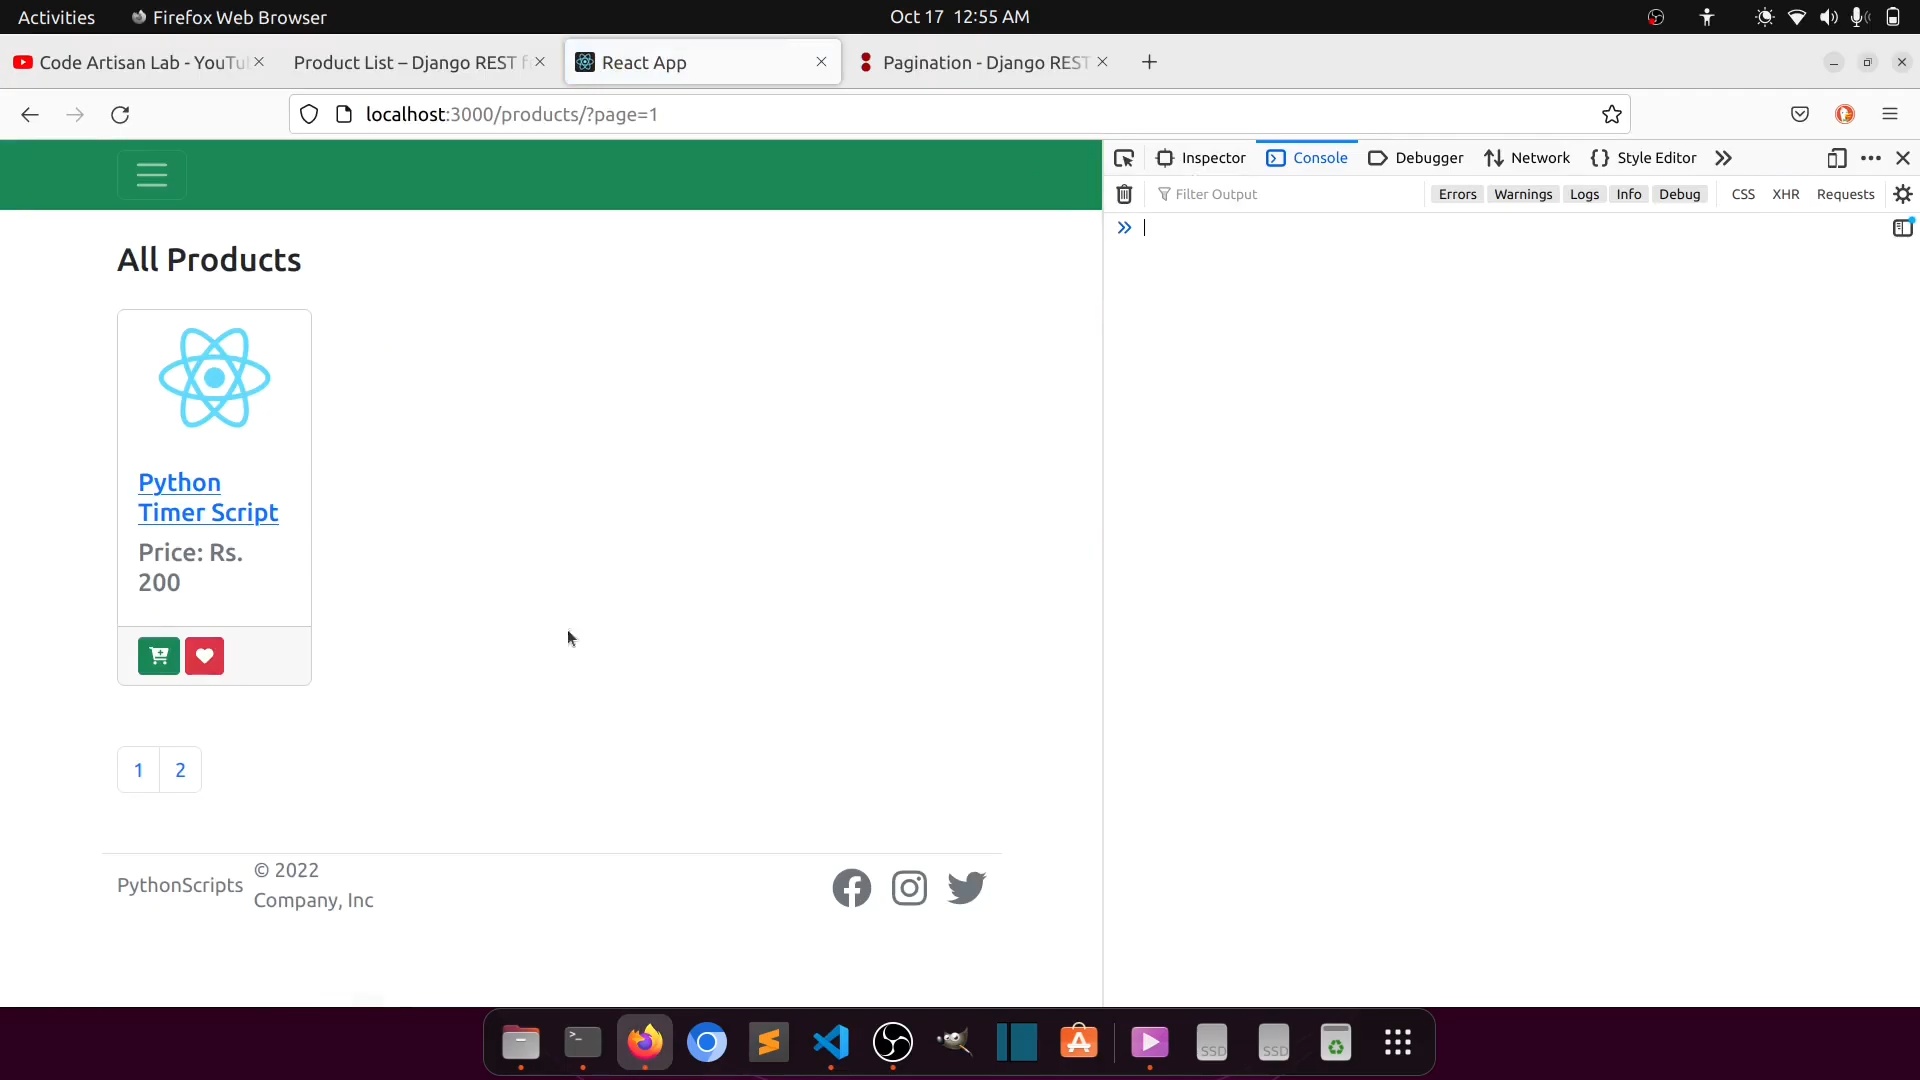 Activities
Firefox Web Browser
Oct 17 12:55 AM
Code Artisan Lab - YouTu
Product List – Django REST f
React App
Pagination - Django REST
localhost:3000/products/?page=1
Inspector
Console
Debugger
Network
Style Editor
Filter Output
Errors
Warnings
Logs
Info
Debug
CSS
XHR
Requests
All Products
Python
Timer Script
Price: Rs.
200
1
2
PythonScripts
© 2022
Company, Inc
SSD
SSD